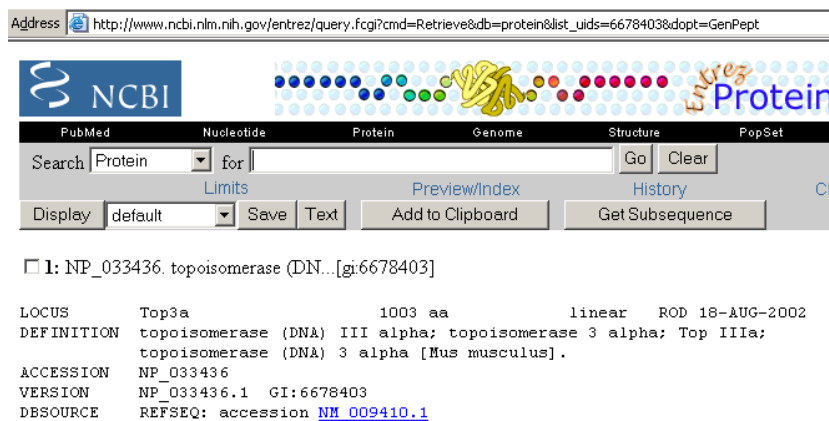 Address http://www.ncbi.nlm.nih.gov/entrez/query.fcgi?cmd=Retrieve&db=protein&list_uids=6678403&dopt=GenPept
NCBI
Entrez Protein
PubMed Nucleotide Protein Genome Structure PopSet
Search Protein for Go Clear
Limits Preview/Index History
Display default Save Text Add to Clipboard Get Subsequence
1: NP_033436. topoisomerase (DN...[gi:6678403]
LOCUS Top3a 1003 aa linear ROD 18-AUG-2002
DEFINITION topoisomerase (DNA) III alpha; topoisomerase 3 alpha; Top IIIa;
topoisomerase (DNA) 3 alpha [Mus musculus].
ACCESSION NP_033436
VERSION NP_033436.1 GI:6678403
DBSOURCE REFSEQ: accession NM_009410.1